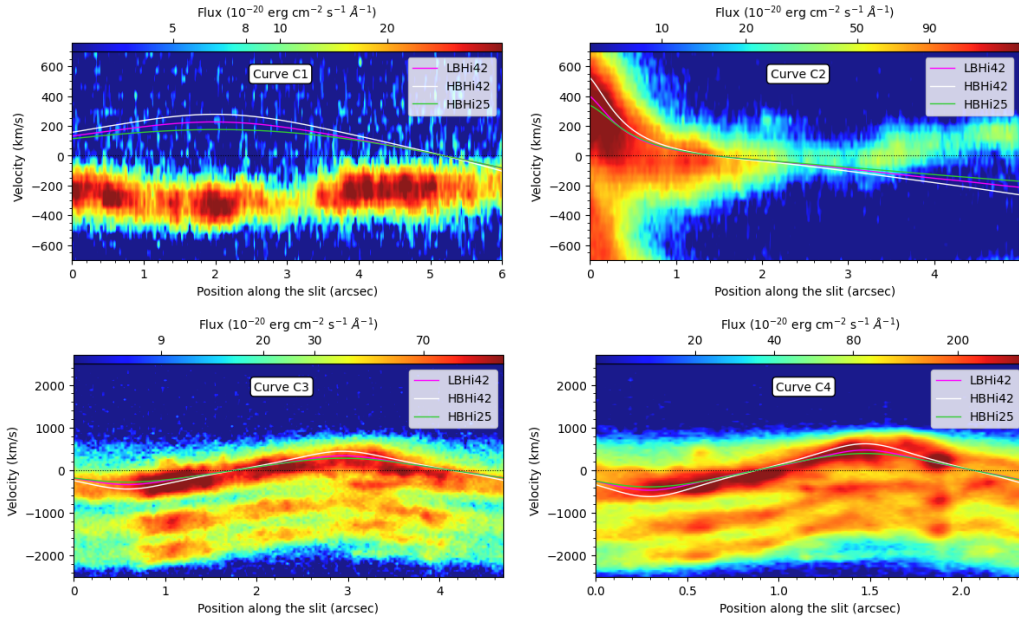 Flux (10⁻²⁰ erg cm⁻² s⁻¹ Å⁻¹)
5 8 10 20
Curve C1
LBHi42
HBHi42
HBHi25
Velocity (km/s)
600
400
200
0
−200
−400
−600
0 1 2 3 4 5 6
Position along the slit (arcsec)
Flux (10⁻²⁰ erg cm⁻² s⁻¹ Å⁻¹)
10 20 50 90
Curve C2
LBHi42
HBHi42
HBHi25
Velocity (km/s)
600
400
200
0
−200
−400
−600
0 1 2 3 4
Position along the slit (arcsec)
Flux (10⁻²⁰ erg cm⁻² s⁻¹ Å⁻¹)
9 20 30 70
Curve C3
LBHi42
HBHi42
HBHi25
Velocity (km/s)
2000
1000
0
−1000
−2000
0 1 2 3 4
Position along the slit (arcsec)
Flux (10⁻²⁰ erg cm⁻² s⁻¹ Å⁻¹)
20 40 80 200
Curve C4
LBHi42
HBHi42
HBHi25
Velocity (km/s)
2000
1000
0
−1000
−2000
0.0 0.5 1.0 1.5 2.0
Position along the slit (arcsec)